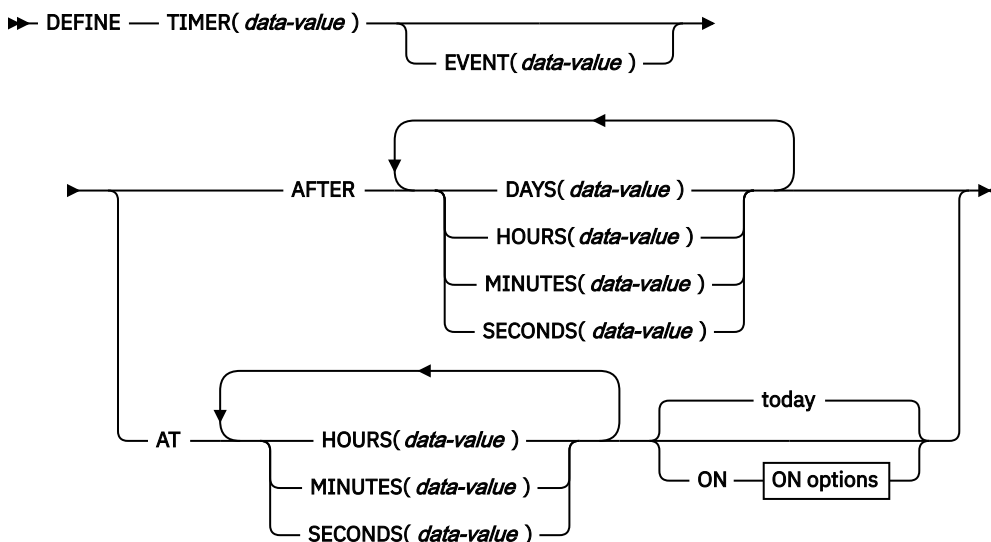 DEFINE TIMER( data-value )
EVENT( data-value )
AFTER DAYS( data-value )
HOURS( data-value )
MINUTES( data-value )
SECONDS( data-value )
today
AT HOURS( data-value )
ON ON options
MINUTES( data-value )
SECONDS( data-value )